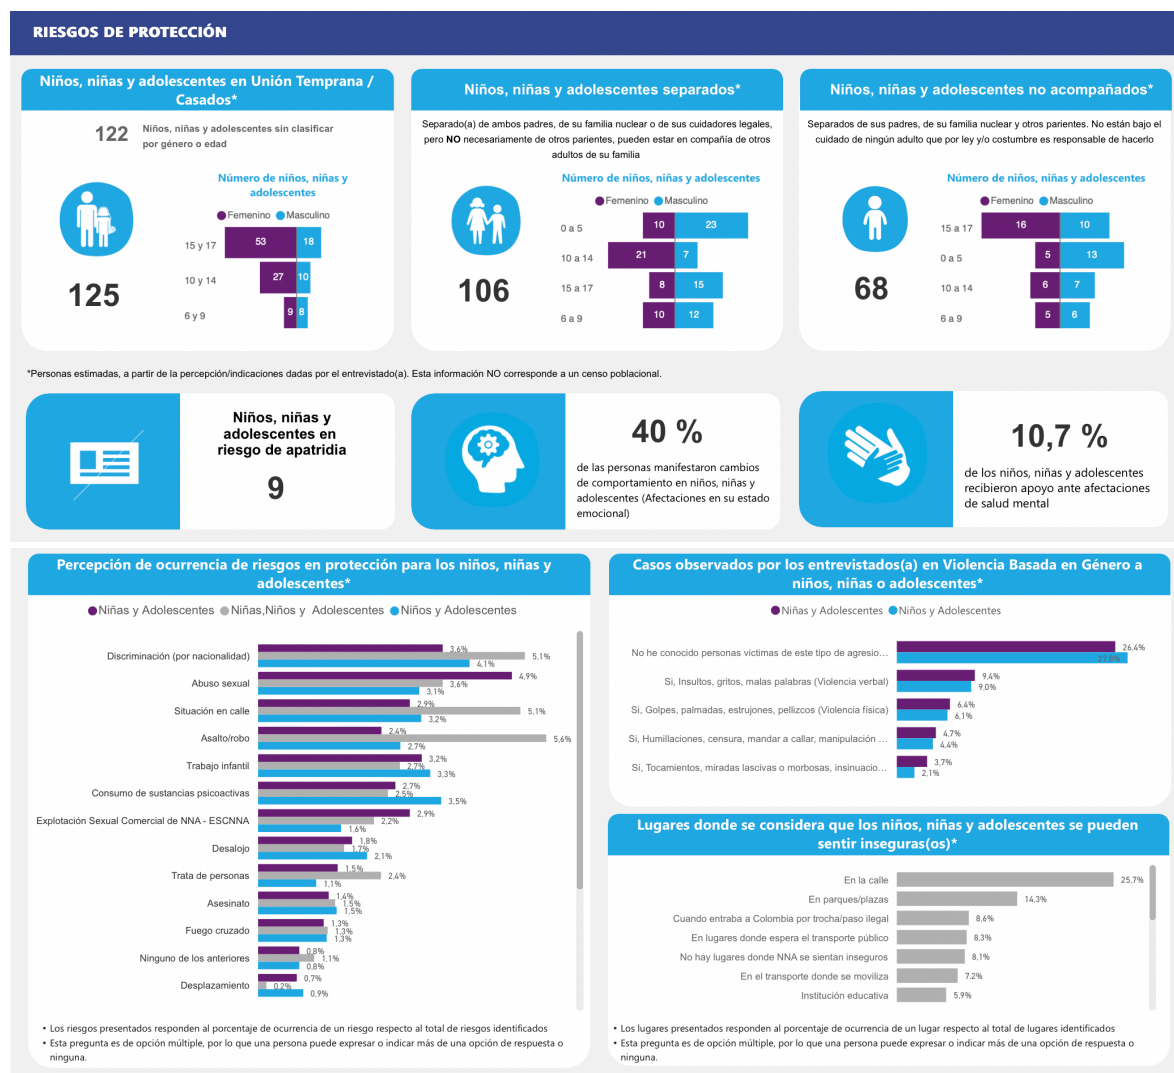 RIESGOS DE PROTECCIÓN
Niños, niñas y adolescentes en Unión Temprana /
Casados*
122
Niños, niñas y adolescentes sin clasificar
por género o edad
Número de niños, niñas y
adolescentes
Femenino Masculino
15 y 17 53 18
10 y 14 27 10
6 y 9 9 8
125
Niños, niñas y adolescentes separados*
Separado(a) de ambos padres, de su familia nuclear o de sus cuidadores legales,
pero NO necesariamente de otros parientes, pueden estar en compañía de otros
adultos de su familia
Número de niños, niñas y adolescentes
Femenino Masculino
0 a 5 10 23
10 a 14 21 7
15 a 17 8 15
6 a 9 10 12
106
Niños, niñas y adolescentes no acompañados*
Separados de sus padres, de su familia nuclear y otros parientes. No están bajo el
cuidado de ningún adulto que por ley y/o costumbre es responsable de hacerlo
Número de niños, niñas y adolescentes
Femenino Masculino
15 a 17 16 10
0 a 5 5 13
10 a 14 6 7
6 a 9 5 6
68
*Personas estimadas, a partir de la percepción/indicaciones dadas por el entrevistado(a). Esta información NO corresponde a un censo poblacional.
Niños, niñas y
adolescentes en
riesgo de apatridia
9
40 %
de las personas manifestaron cambios
de comportamiento en niños, niñas y
adolescentes (Afectaciones en su estado
emocional)
10,7 %
de los niños, niñas y adolescentes
recibieron apoyo ante afectaciones
de salud mental
Percepción de ocurrencia de riesgos en protección para los niños, niñas y
adolescentes*
Niñas y Adolescentes Niñas,Niños y Adolescentes Niños y Adolescentes
Discriminación (por nacionalidad) 3,6% 5,1% 4,1%
Abuso sexual 4,9% 3,6% 3,1%
Situación en calle 2,9% 5,1% 3,2%
Asalto/robo 2,4% 5,6% 2,7%
Trabajo infantil 3,2% 2,7% 3,3%
Consumo de sustancias psicoactivas 2,7% 2,5% 3,5%
Explotación Sexual Comercial de NNA - ESCNNA 2,9% 2,2% 1,6%
Desalojo 1,8% 1,7% 2,1%
Trata de personas 1,5% 2,4% 1,1%
Asesinato 1,4% 1,5% 1,5%
Fuego cruzado 1,3% 1,3% 1,3%
Ninguno de los anteriores 0,8% 1,1% 0,8%
Desplazamiento 0,7% 0,2% 0,9%
• Los riesgos presentados responden al porcentaje de ocurrencia de un riesgo respecto al total de riesgos identificados
• Esta pregunta es de opción múltiple, por lo que una persona puede expresar o indicar más de una opción de respuesta o
ninguna.
Casos observados por los entrevistados(a) en Violencia Basada en Género a
niños, niñas o adolescentes*
Niñas y Adolescentes Niños y Adolescentes
No he conocido personas victimas de este tipo de agresio... 26,4% 27,8%
Si, Insultos, gritos, malas palabras (Violencia verbal) 9,4% 9,0%
Si, Golpes, palmadas, estrujones, pellizcos (Violencia física) 6,4% 6,1%
Si, Humillaciones, censura, mandar a callar, manipulación ... 4,7% 4,4%
Si, Tocamientos, miradas lascivas o morbosas, insinuacio... 3,7% 2,1%
Lugares donde se considera que los niños, niñas y adolescentes se pueden
sentir inseguras(os)*
En la calle 25,7%
En parques/plazas 14,3%
Cuando entraba a Colombia por trocha/paso ilegal 8,6%
En lugares donde espera el transporte público 8,3%
No hay lugares donde NNA se sientan inseguros 8,1%
En el transporte donde se moviliza 7,2%
Institución educativa 5,9%
• Los lugares presentados responden al porcentaje de ocurrencia de un lugar respecto al total de lugares identificados
• Esta pregunta es de opción múltiple, por lo que una persona puede expresar o indicar más de una opción de respuesta o
ninguna.